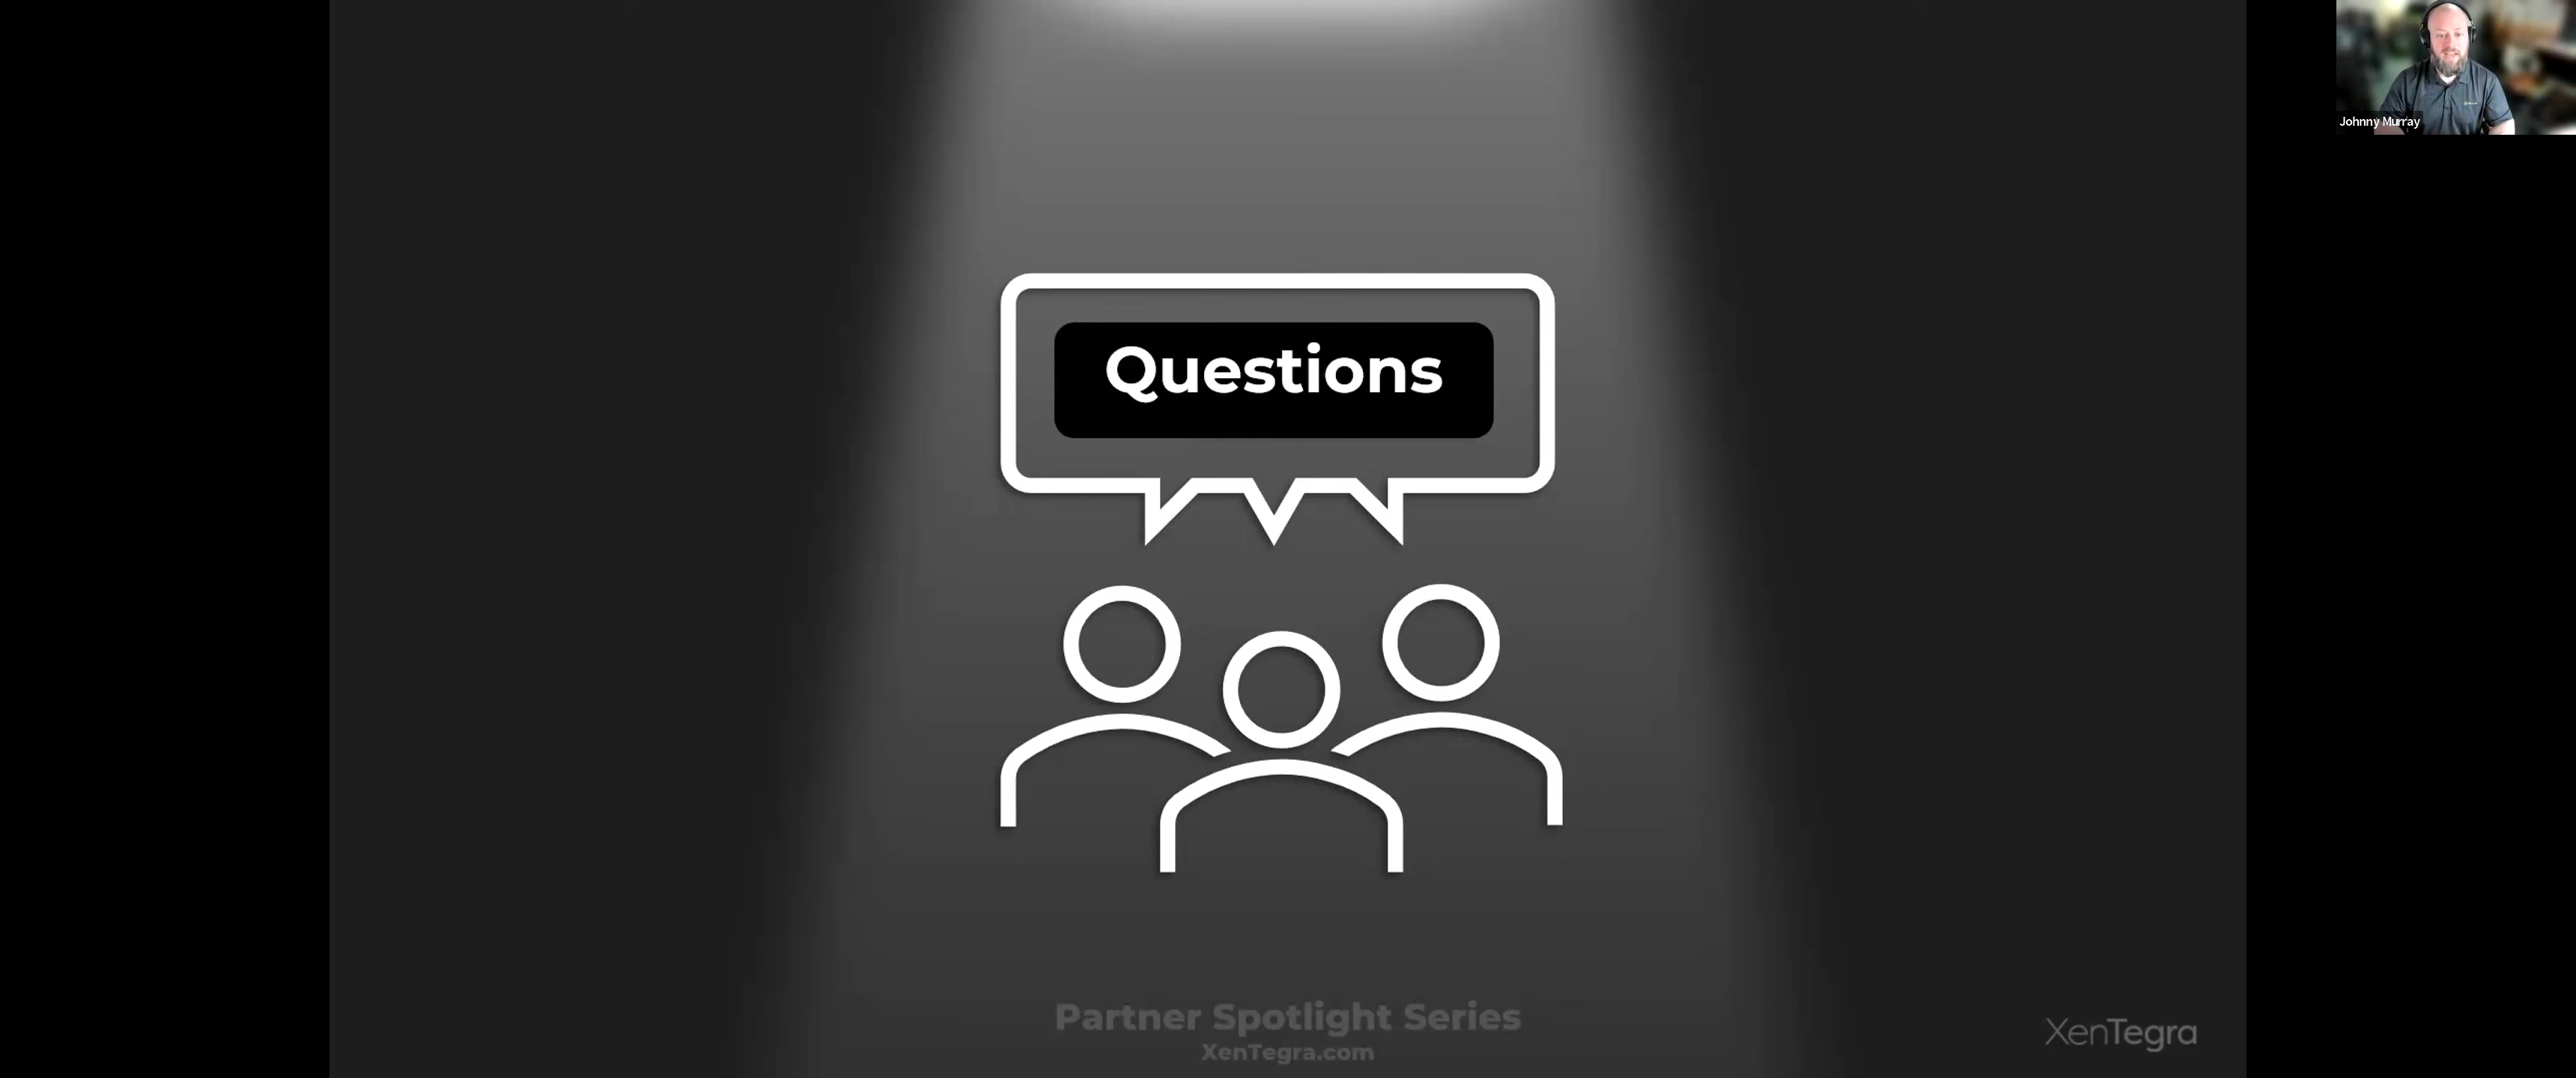 Johnny Murray
Questions
Partner Spotlight Series
XenTegra.com
XenTegra